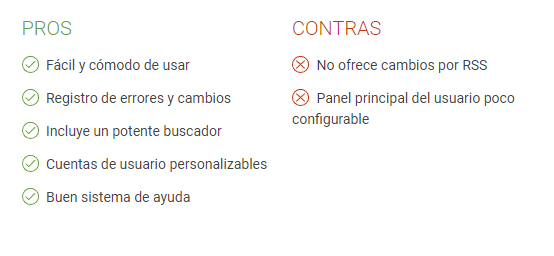 PROS
Fácil y cómodo de usar
Registro de errores y cambios
Incluye un potente buscador
Cuentas de usuario personalizables
Buen sistema de ayuda
CONTRAS
No ofrece cambios por RSS
Panel principal del usuario poco
configurable